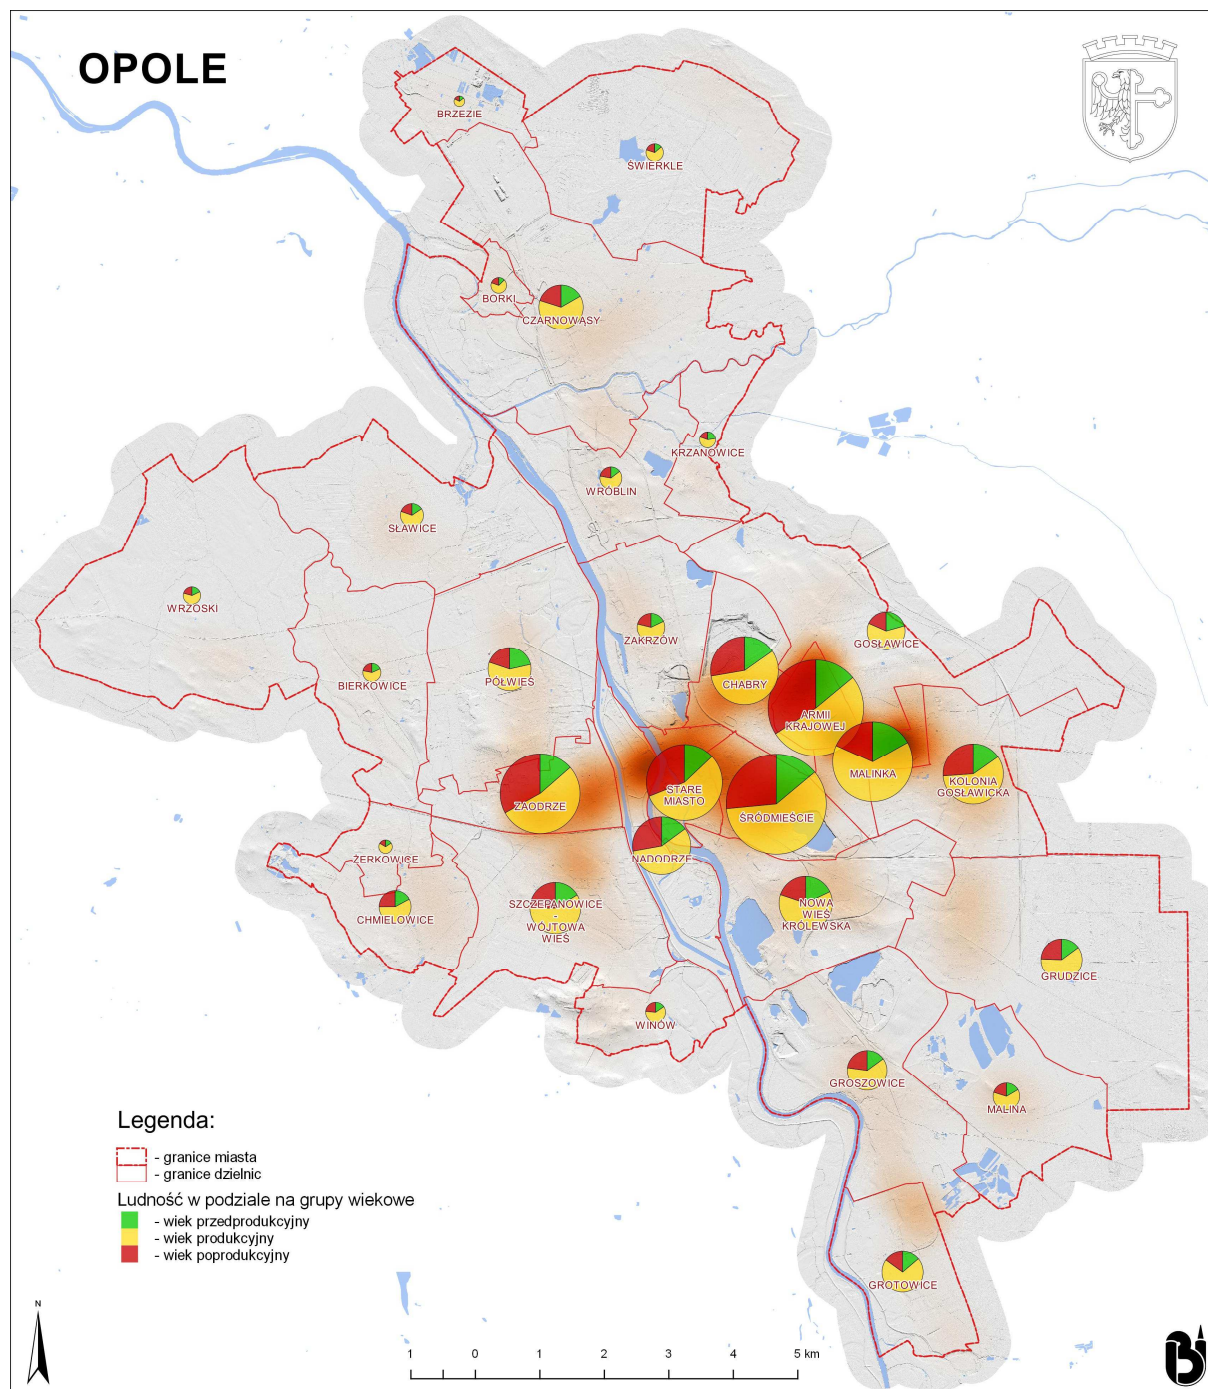 OPOLE
BRZEZIE
ŚWIERKLE
BORKI
CZARNOWĄSY
KRZANOWICE
WRÓBLIN
SŁAWICE
WRZOSKI
ZAKRZÓW
GOSŁAWICE
BIERKOWICE
PÓŁWIEŚ
CHABRY
ARMII
KRAJOWEJ
MALINKA
KOLONIA
GOSŁAWICKA
STARE
MIASTO
ZAODRZE
ŚRÓDMIEŚCIE
NADODRZE
ŻERKOWICE
CHMIELOWICE
SZCZEPANOWICE
-
WÓJTOWA
WIEŚ
NOWA
WIEŚ
KRÓLEWSKA
GRUDZICE
WINÓW
GROSZOWICE
MALINA
GROTOWICE
Legenda:
- granice miasta
- granice dzielnic
Ludność w podziale na grupy wiekowe
- wiek przedprodukcyjny
- wiek produkcyjny
- wiek poprodukcyjny
N
1 0 1 2 3 4 5 km